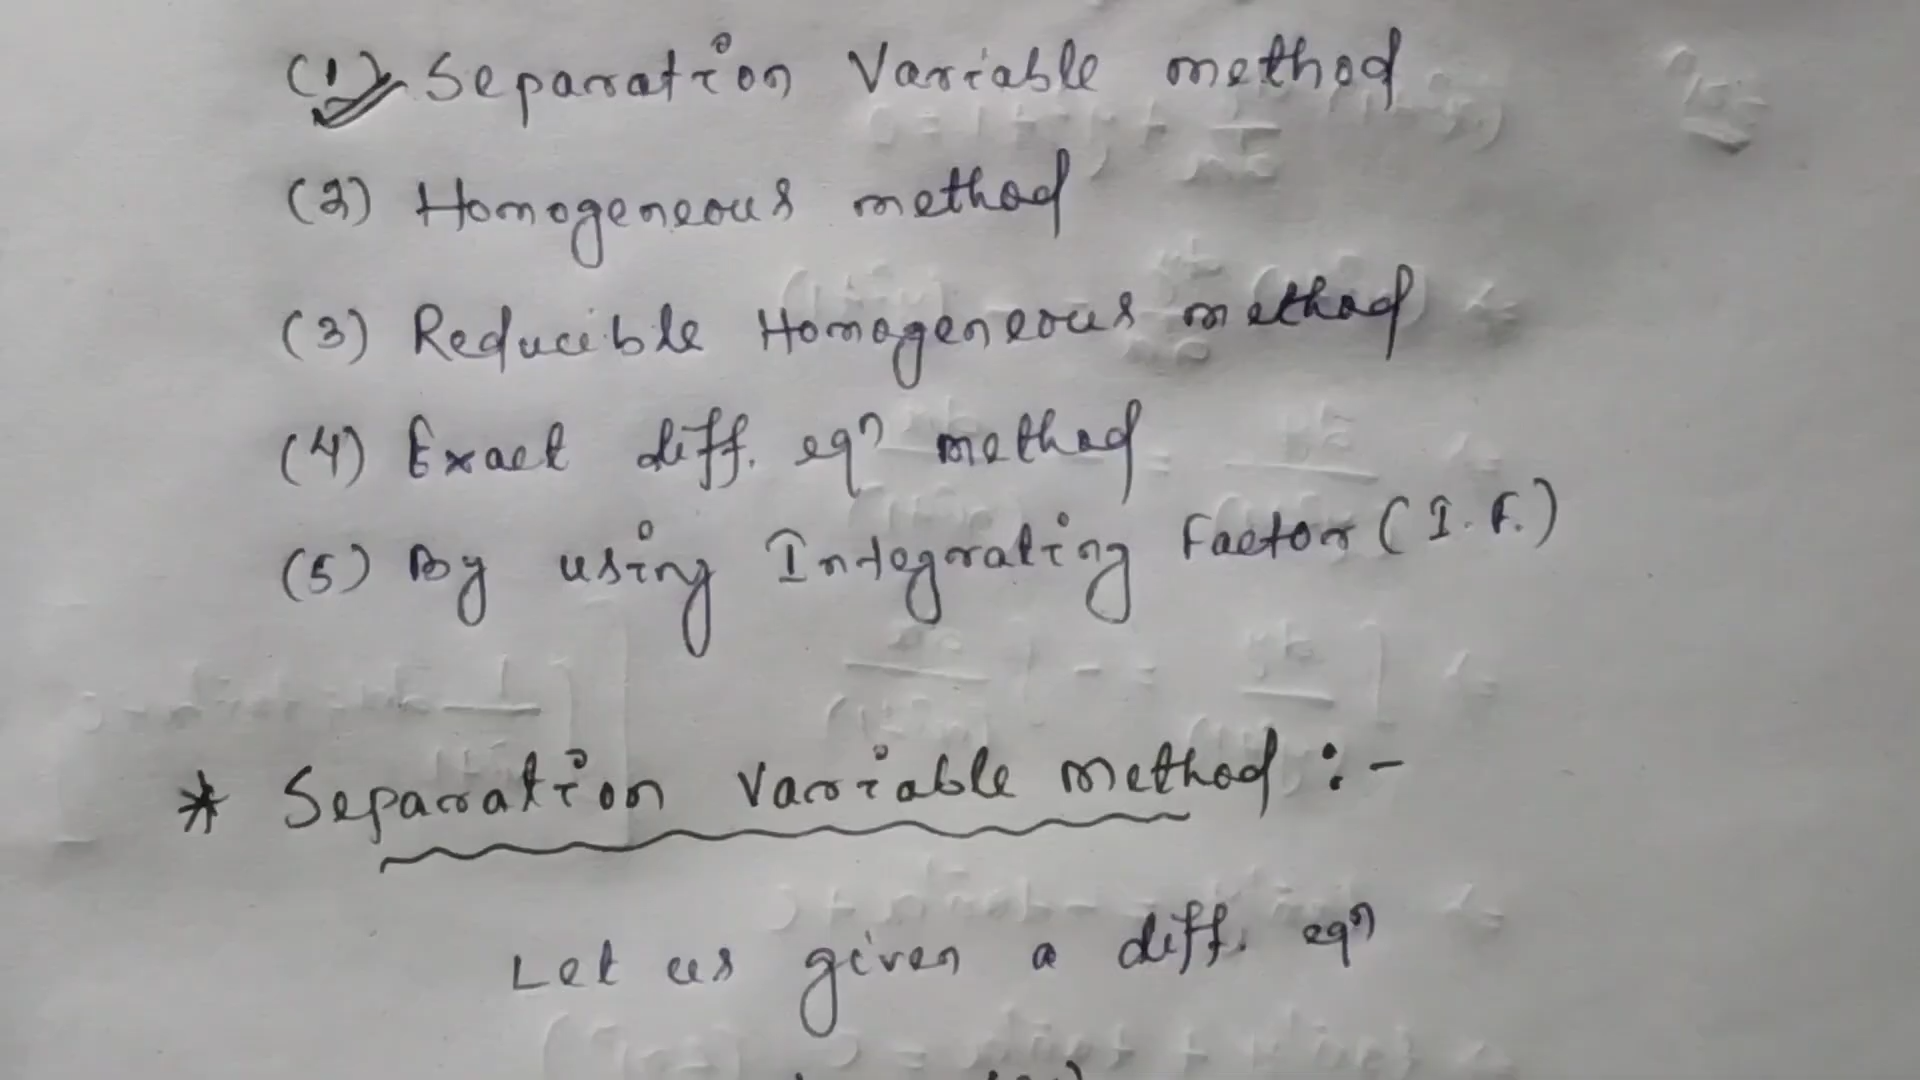 (1) Separation Variable method
(2) Homogeneous method
(3) Reducible Homogeneous method
(4) Exact diff. eqn method
(5) By using Integrating Factor (I.F.)
* Separation Variable method :-
Let us given a diff. eqn